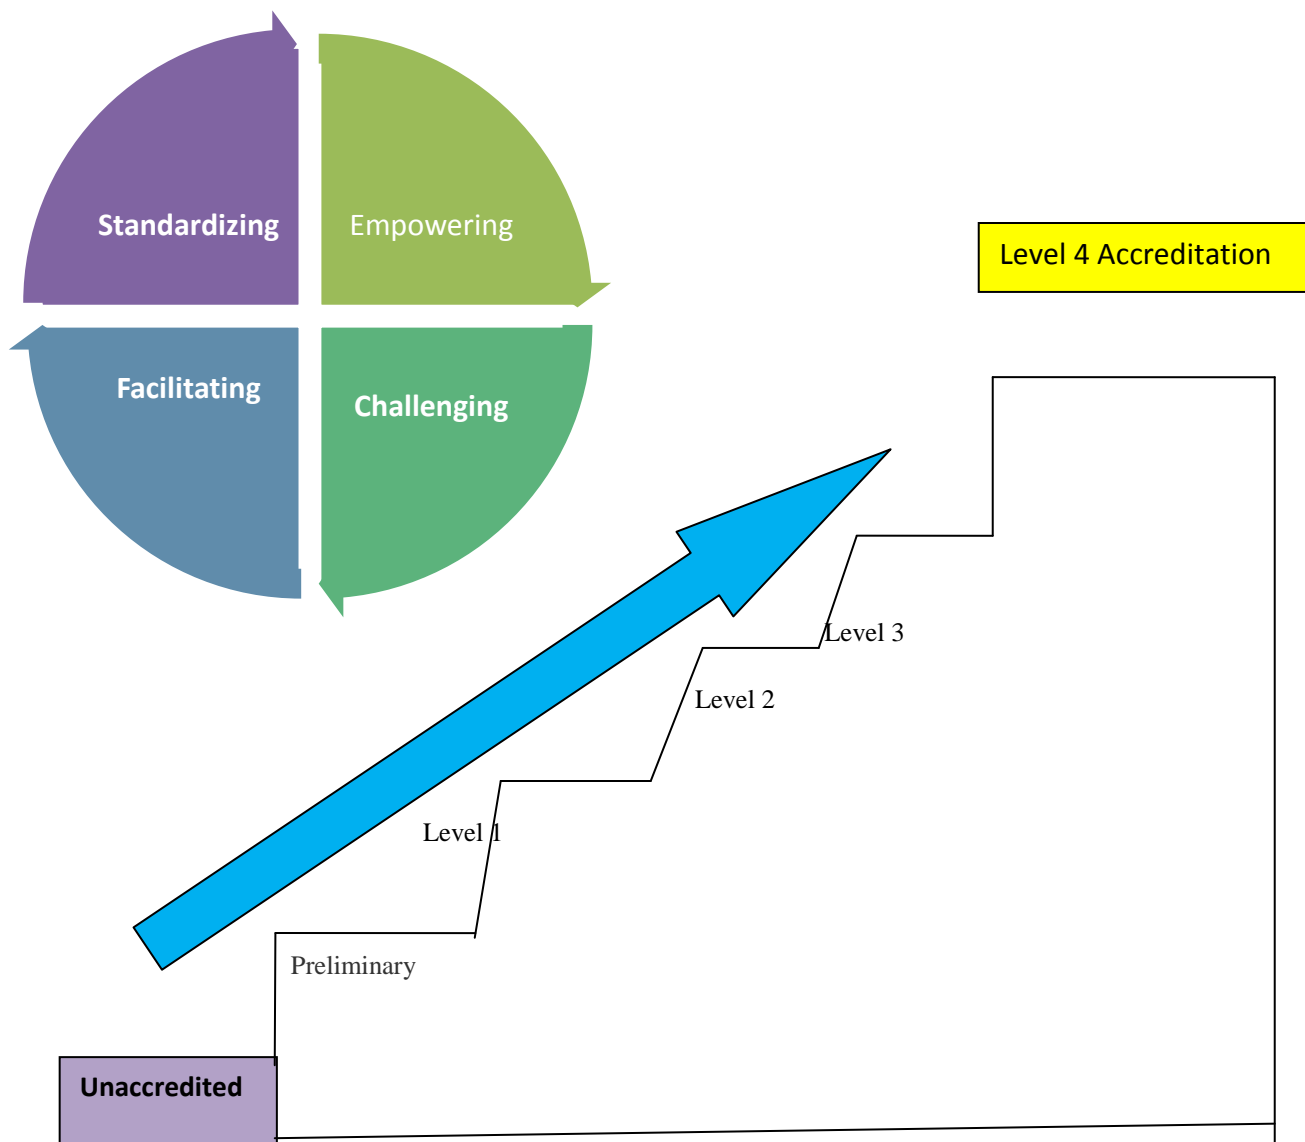 Standardizing
Empowering
Level 4 Accreditation
Facilitating
Challenging
Level 3
Level 2
Level 1
Preliminary
Unaccredited